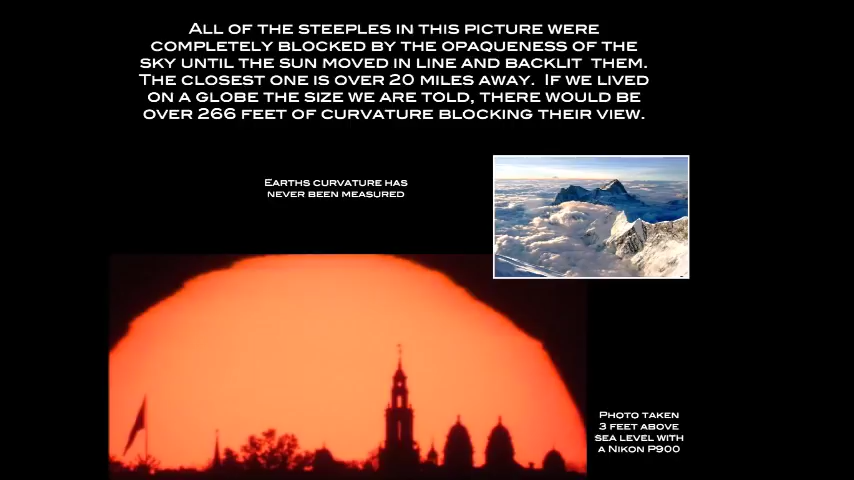 ALL OF THE STEEPLES IN THIS PICTURE WERE
COMPLETELY BLOCKED BY THE OPAQUENESS OF THE
SKY UNTIL THE SUN MOVED IN LINE AND BACKLIT THEM.
THE CLOSEST ONE IS OVER 20 MILES AWAY. IF WE LIVED
ON A GLOBE THE SIZE WE ARE TOLD, THERE WOULD BE
OVER 266 FEET OF CURVATURE BLOCKING THEIR VIEW.
EARTHS CURVATURE HAS
NEVER BEEN MEASURED
PHOTO TAKEN
3 FEET ABOVE
SEA LEVEL WITH
A NIKON P900